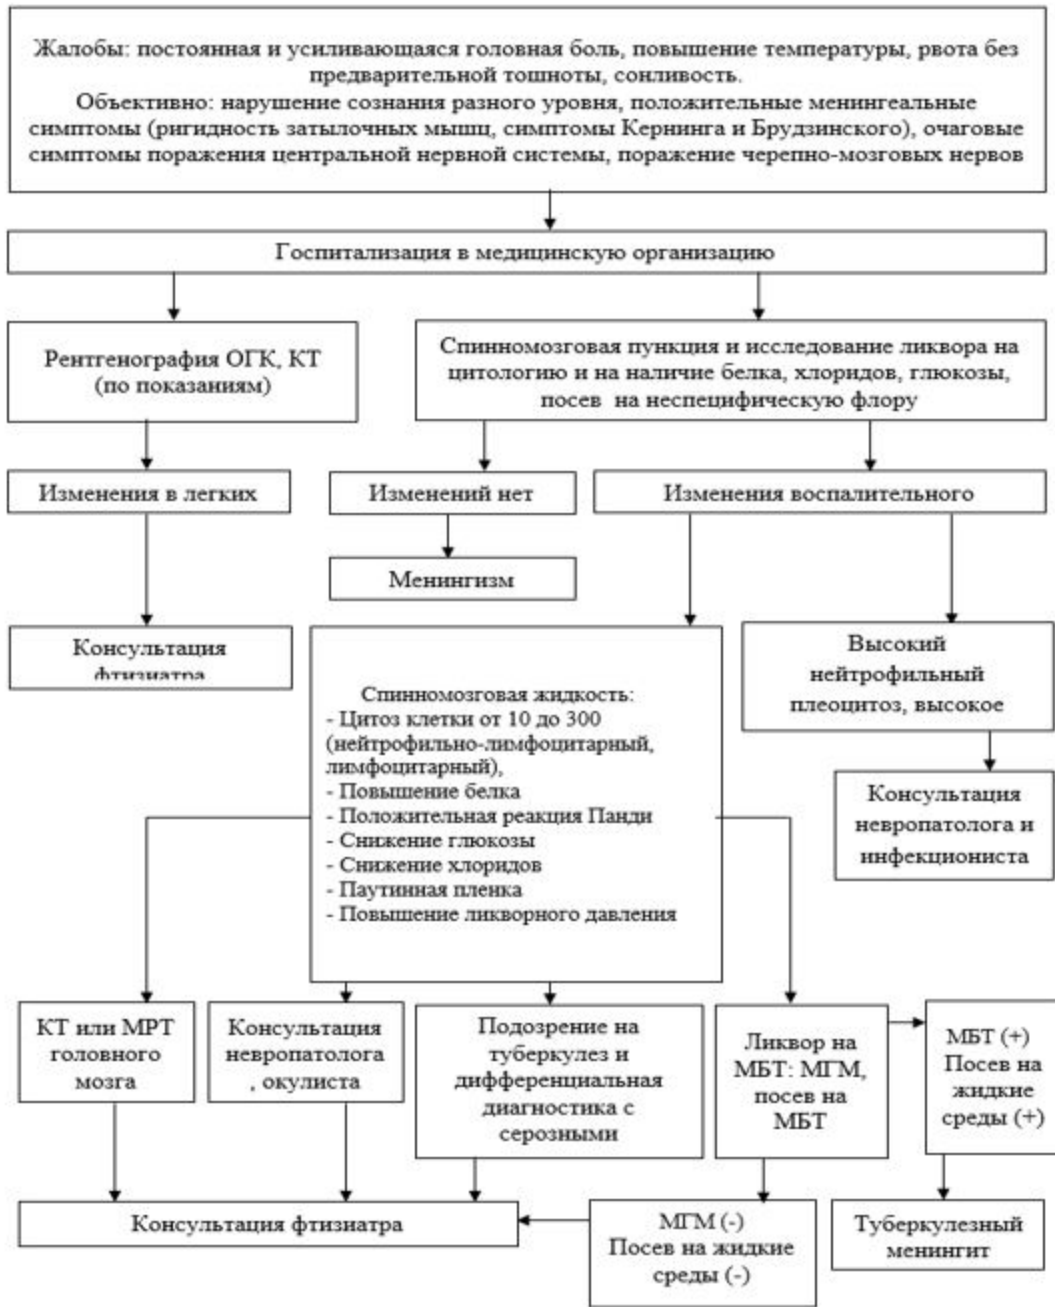 Жалобы: постоянная и усиливающаяся головная боль, повышение температуры, рвота без
предварительной тошноты, сонливость.
Объективно: нарушение сознания разного уровня, положительные менингеальные
симптомы (ригидность затылочных мышц, симптомы Кернинга и Брудзинского), очаговые
симптомы поражения центральной нервной системы, поражение черепно-мозговых нервов
Госпитализация в медицинскую организацию
Рентгенография ОГК, КТ
(по показаниям)
Спинномозговая пункция и исследование ликвора на
цитологию и на наличие белка, хлоридов, глюкозы,
посев на неспецифическую флору
Изменения в легких
Изменений нет
Изменения воспалительного
Менингизм
Консультация
фтизиатра
Спинномозговая жидкость:
- Цитоз клетки от 10 до 300
(нейтрофильно-лимфоцитарный,
лимфоцитарный),
- Повышение белка
- Положительная реакция Панди
- Снижение глюкозы
- Снижение хлоридов
- Паутинная пленка
- Повышение ликворного давления
Высокий
нейтрофильный
плеоцитоз, высокое
Консультация
невропатолога и
инфекциониста
КТ или МРТ
головного
мозга
Консультация
невропатолога
, окулиста
Подозрение на
туберкулез и
дифференциальная
диагностика с
серозными
Ликвор на
МБТ: МГМ,
посев на
МБТ
МБТ (+)
Посев на
жидкие
среды (+)
Консультация фтизиатра
МГМ (-)
Посев на жидкие
среды (-)
Туберкулезный
менингит